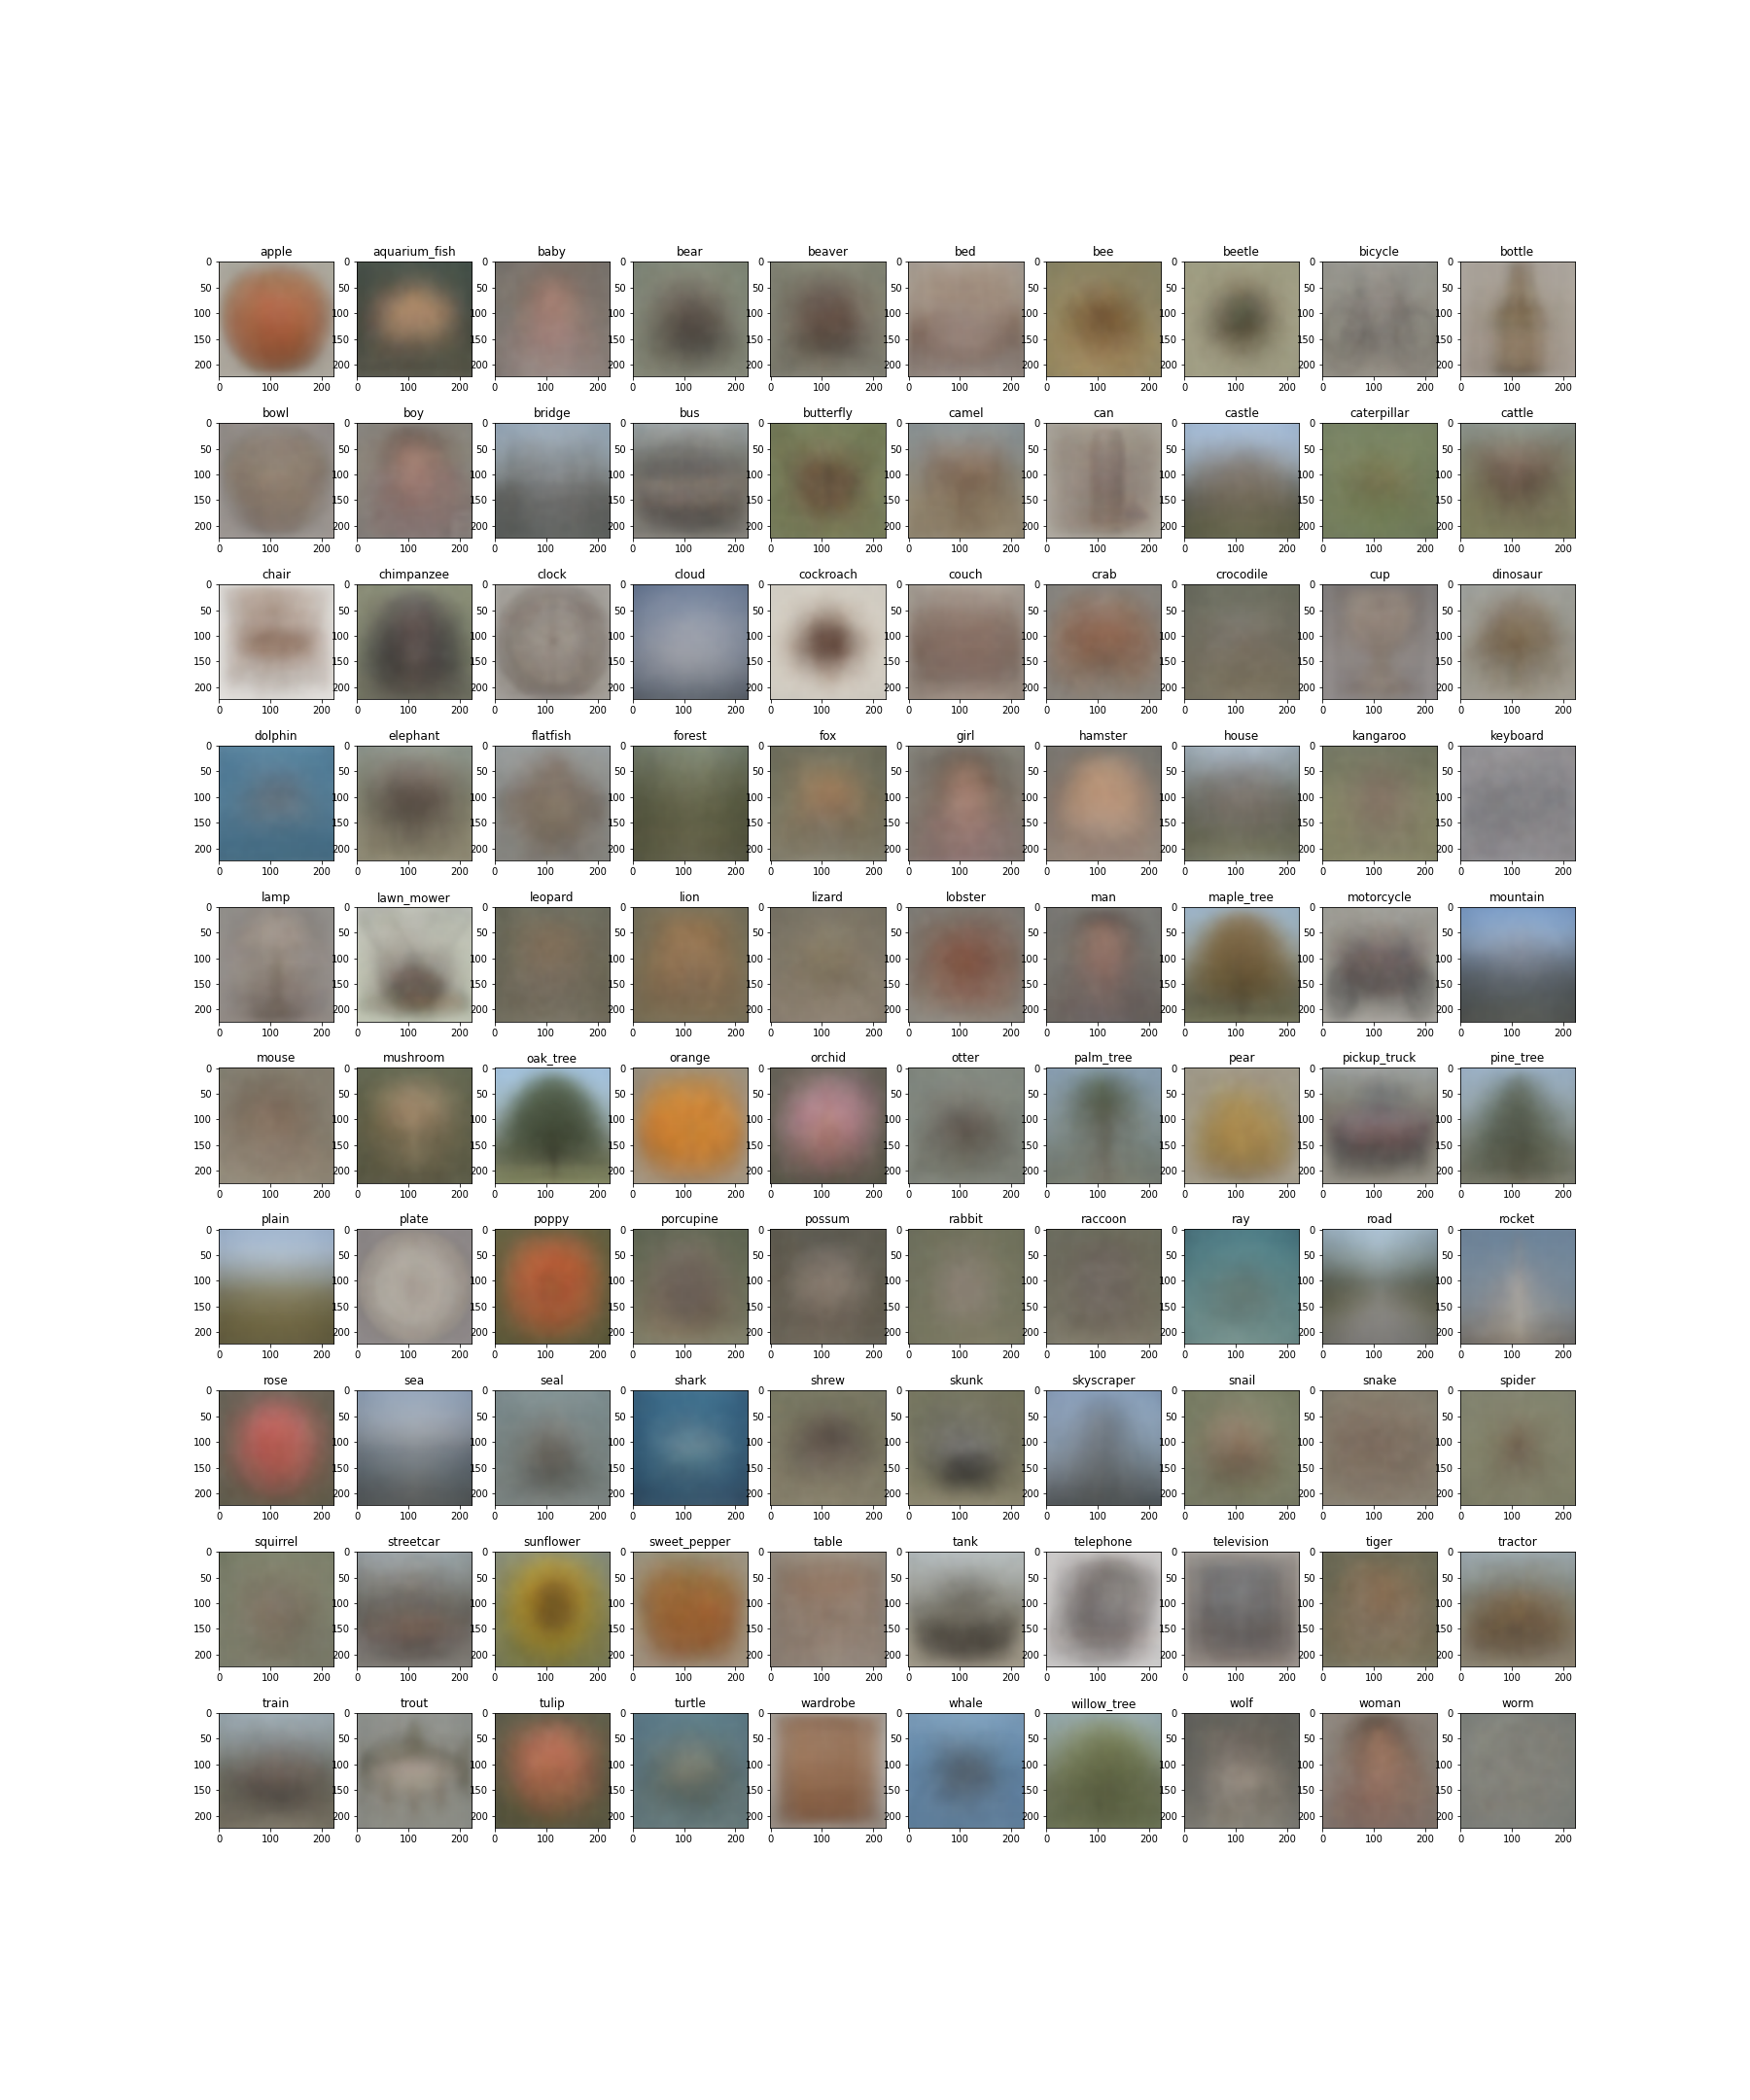 apple aquarium_fish baby bear beaver bed bee beetle bicycle bottle
0 0 0 0 0 0 0 0 0 0
50 50 50 50 50 50 50 50 50 50
100 100 100 100 100 100 100 100 100 100
150 150 150 150 150 150 150 150 150 150
200 200 200 200 200 200 200 200 200 200
0 100 200 0 100 200 0 100 200 0 100 200 0 100 200 0 100 200 0 100 200 0 100 200 0 100 200 0 100 200
bowl boy bridge bus butterfly camel can castle caterpillar cattle
0 0 0 0 0 0 0 0 0 0
50 50 50 50 50 50 50 50 50 50
100 100 100 100 100 100 100 100 100 100
150 150 150 150 150 150 150 150 150 150
200 200 200 200 200 200 200 200 200 200
0 100 200 0 100 200 0 100 200 0 100 200 0 100 200 0 100 200 0 100 200 0 100 200 0 100 200 0 100 200
chair chimpanzee clock cloud cockroach couch crab crocodile cup dinosaur
0 0 0 0 0 0 0 0 0 0
50 50 50 50 50 50 50 50 50 50
100 100 100 100 100 100 100 100 100 100
150 150 150 150 150 150 150 150 150 150
200 200 200 200 200 200 200 200 200 200
0 100 200 0 100 200 0 100 200 0 100 200 0 100 200 0 100 200 0 100 200 0 100 200 0 100 200 0 100 200
dolphin elephant flatfish forest fox girl hamster house kangaroo keyboard
0 0 0 0 0 0 0 0 0 0
50 50 50 50 50 50 50 50 50 50
100 100 100 100 100 100 100 100 100 100
150 150 150 150 150 150 150 150 150 150
200 200 200 200 200 200 200 200 200 200
0 100 200 0 100 200 0 100 200 0 100 200 0 100 200 0 100 200 0 100 200 0 100 200 0 100 200 0 100 200
lamp lawn_mower leopard lion lizard lobster man maple_tree motorcycle mountain
0 0 0 0 0 0 0 0 0 0
50 50 50 50 50 50 50 50 50 50
100 100 100 100 100 100 100 100 100 100
150 150 150 150 150 150 150 150 150 150
200 200 200 200 200 200 200 200 200 200
0 100 200 0 100 200 0 100 200 0 100 200 0 100 200 0 100 200 0 100 200 0 100 200 0 100 200 0 100 200
mouse mushroom oak_tree orange orchid otter palm_tree pear pickup_truck pine_tree
0 0 0 0 0 0 0 0 0 0
50 50 50 50 50 50 50 50 50 50
100 100 100 100 100 100 100 100 100 100
150 150 150 150 150 150 150 150 150 150
200 200 200 200 200 200 200 200 200 200
0 100 200 0 100 200 0 100 200 0 100 200 0 100 200 0 100 200 0 100 200 0 100 200 0 100 200 0 100 200
plain plate poppy porcupine possum rabbit raccoon ray road rocket
0 0 0 0 0 0 0 0 0 0
50 50 50 50 50 50 50 50 50 50
100 100 100 100 100 100 100 100 100 100
150 150 150 150 150 150 150 150 150 150
200 200 200 200 200 200 200 200 200 200
0 100 200 0 100 200 0 100 200 0 100 200 0 100 200 0 100 200 0 100 200 0 100 200 0 100 200 0 100 200
rose sea seal shark shrew skunk skyscraper snail snake spider
0 0 0 0 0 0 0 0 0 0
50 50 50 50 50 50 50 50 50 50
100 100 100 100 100 100 100 100 100 100
150 150 150 150 150 150 150 150 150 150
200 200 200 200 200 200 200 200 200 200
0 100 200 0 100 200 0 100 200 0 100 200 0 100 200 0 100 200 0 100 200 0 100 200 0 100 200 0 100 200
squirrel streetcar sunflower sweet_pepper table tank telephone television tiger tractor
0 0 0 0 0 0 0 0 0 0
50 50 50 50 50 50 50 50 50 50
100 100 100 100 100 100 100 100 100 100
150 150 150 150 150 150 150 150 150 150
200 200 200 200 200 200 200 200 200 200
0 100 200 0 100 200 0 100 200 0 100 200 0 100 200 0 100 200 0 100 200 0 100 200 0 100 200 0 100 200
train trout tulip turtle wardrobe whale willow_tree wolf woman worm
0 0 0 0 0 0 0 0 0 0
50 50 50 50 50 50 50 50 50 50
100 100 100 100 100 100 100 100 100 100
150 150 150 150 150 150 150 150 150 150
200 200 200 200 200 200 200 200 200 200
0 100 200 0 100 200 0 100 200 0 100 200 0 100 200 0 100 200 0 100 200 0 100 200 0 100 200 0 100 200